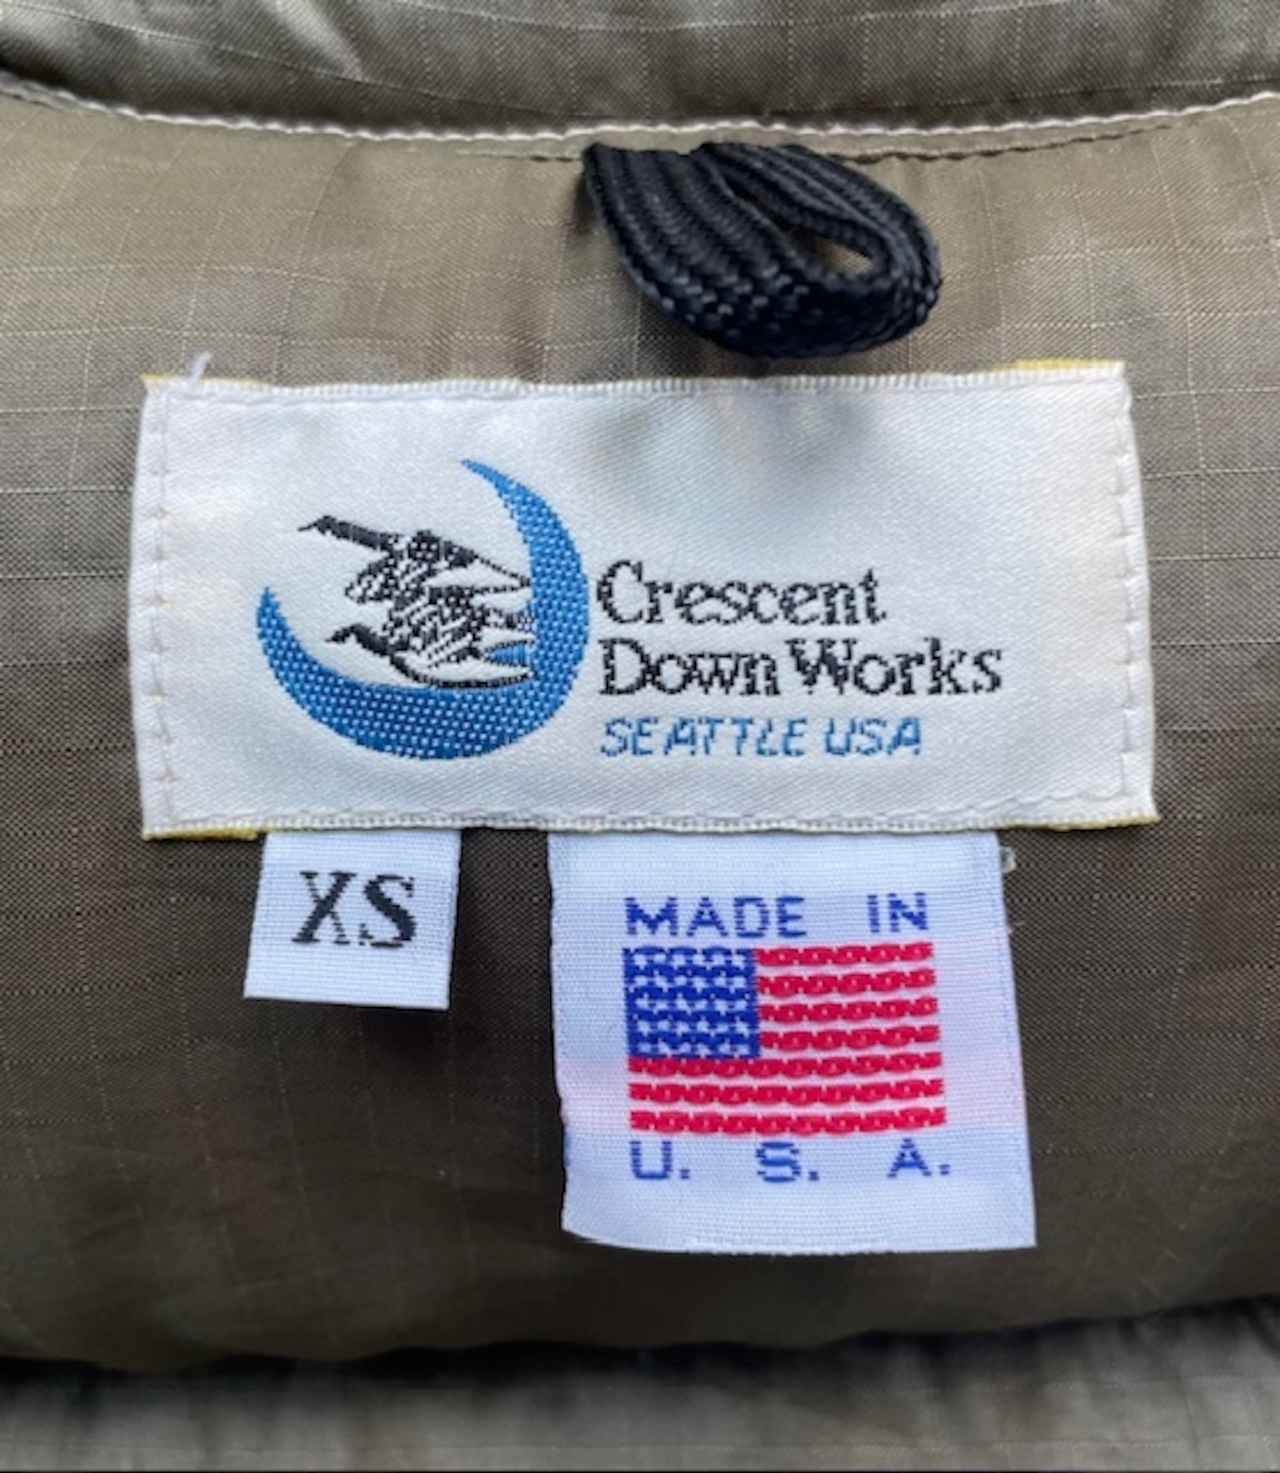 Crescent
Down Works
SEATTLE USA
XS
MADE IN
U. S. A.